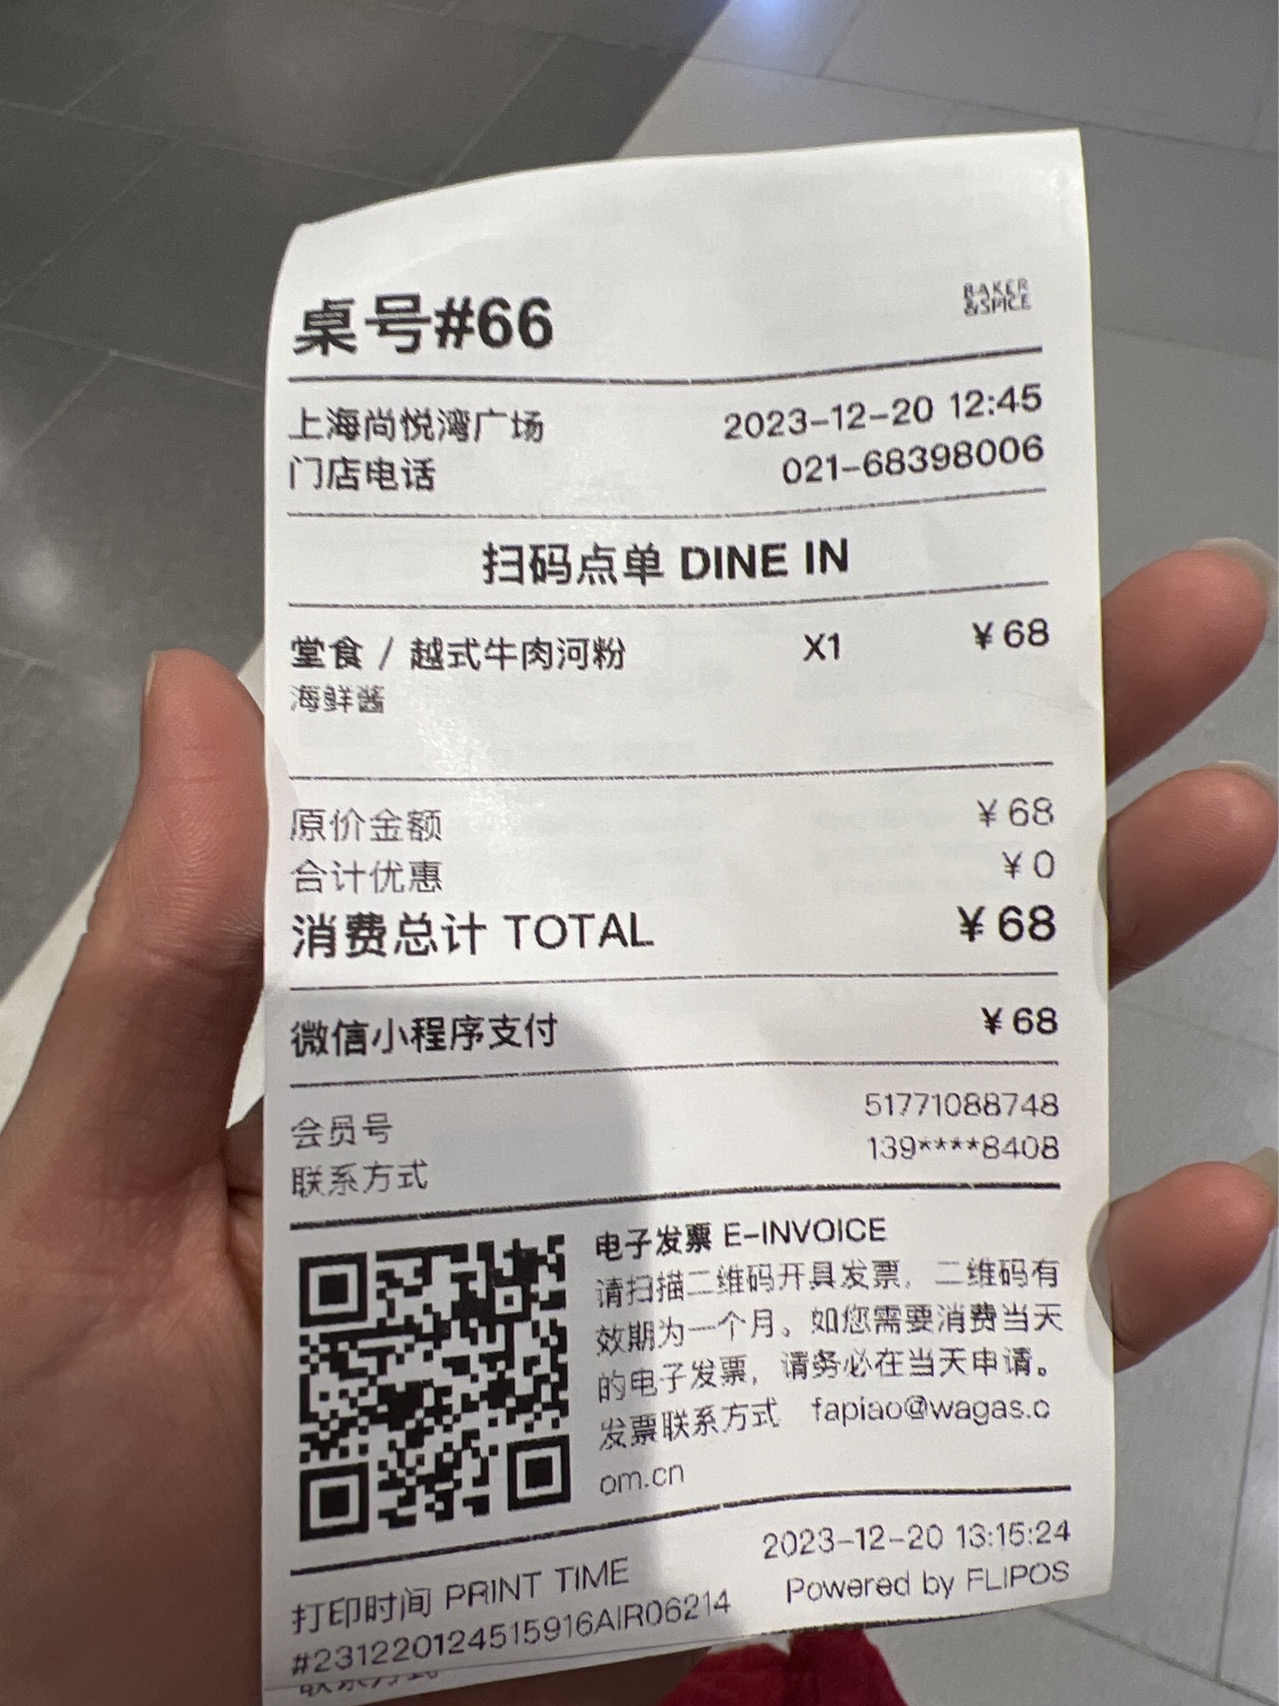 桌号#66
BAKER
&SPICE
上海尚悦湾广场 2023-12-20 12:45
门店电话 021-68398006
扫码点单 DINE IN
堂食 / 越式牛肉河粉 X1 ¥68
海鲜酱
原价金额 ¥68
合计优惠 ¥0
消费总计 TOTAL ¥68
微信小程序支付 ¥68
会员号 51771088748
联系方式 139****8408
电子发票 E-INVOICE
请扫描二维码开具发票，二维码有
效期为一个月。如您需要消费当天
的电子发票，请务必在当天申请。
发票联系方式 fapiao@wagas.c
om.cn
打印时间 PRINT TIME 2023-12-20 13:15:24
#231220124515916AIR06214 Powered by FLIPOS
联系方式